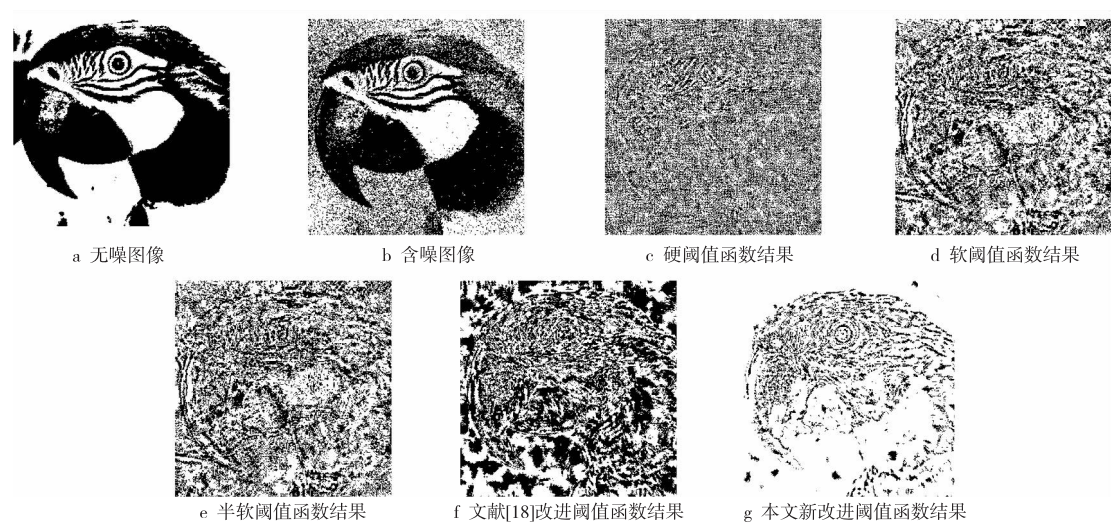 a 无噪图像
b 含噪图像
c 硬阈值函数结果
d 软阈值函数结果
e 半软阈值函数结果
f 文献[18]改进阈值函数结果
g 本文新改进阈值函数结果